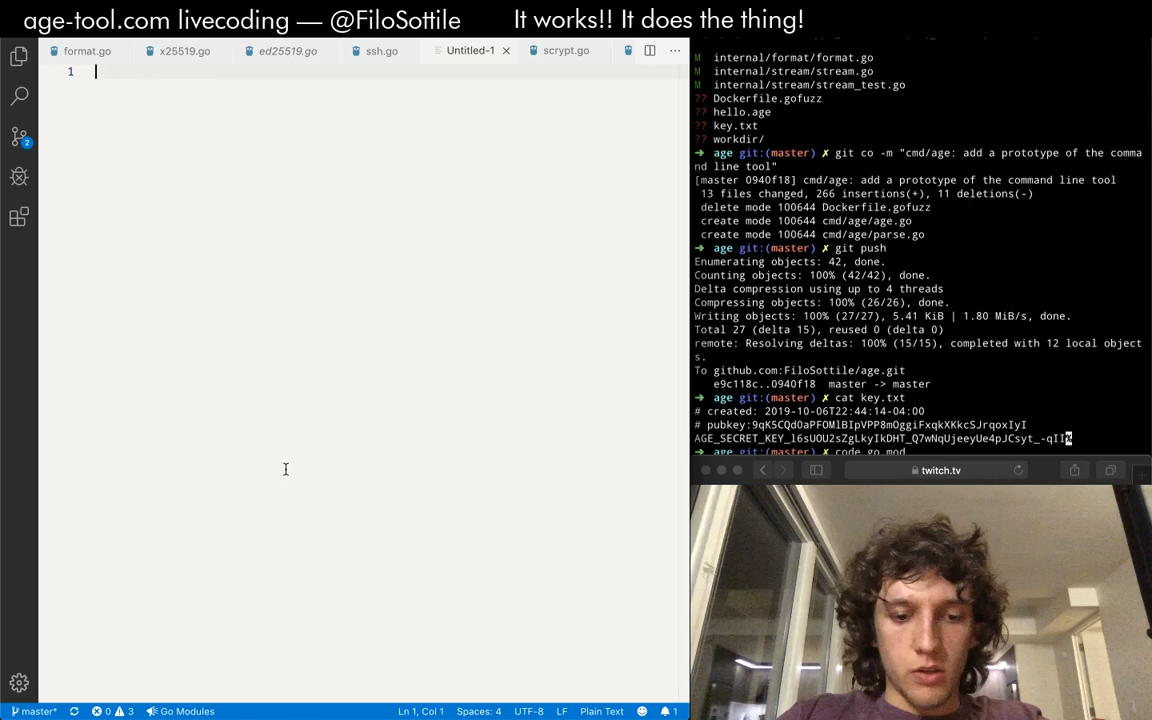 age-tool.com livecoding — @FiloSottile
It works!! It does the thing!
format.go
x25519.go
ed25519.go
ssh.go
Untitled-1
scrypt.go
1
2
M internal/format/format.go
M internal/stream/stream.go
M internal/stream/stream_test.go
?? Dockerfile.gofuzz
?? hello.age
?? key.txt
?? workdir/
➜ age git:(master) ✗ git co -m "cmd/age: add a prototype of the comma
nd line tool"
[master 0940f18] cmd/age: add a prototype of the command line tool
13 files changed, 266 insertions(+), 11 deletions(-)
delete mode 100644 Dockerfile.gofuzz
create mode 100644 cmd/age/age.go
create mode 100644 cmd/age/parse.go
➜ age git:(master) ✗ git push
Enumerating objects: 42, done.
Counting objects: 100% (42/42), done.
Delta compression using up to 4 threads
Compressing objects: 100% (26/26), done.
Writing objects: 100% (27/27), 5.41 KiB | 1.80 MiB/s, done.
Total 27 (delta 15), reused 0 (delta 0)
remote: Resolving deltas: 100% (15/15), completed with 12 local object
s.
To github.com:FiloSottile/age.git
e9c118c..0940f18 master -> master
➜ age git:(master) ✗ cat key.txt
# created: 2019-10-06T22:44:14-04:00
# pubkey:9qK5CQdOaPFOMlBIpVPP8mOggiFxqkXKkcSJrqoxIyI
AGE_SECRET_KEY_l6sUOU2sZgLkyIkDHT_Q7wNqUjeeyUe4pJCsyt_-qIIx
➜ age git:(master) ✗ code go.mod
twitch.tv
master*
0
3
Go Modules
Ln 1, Col 1
Spaces: 4
UTF-8
LF
Plain Text
1